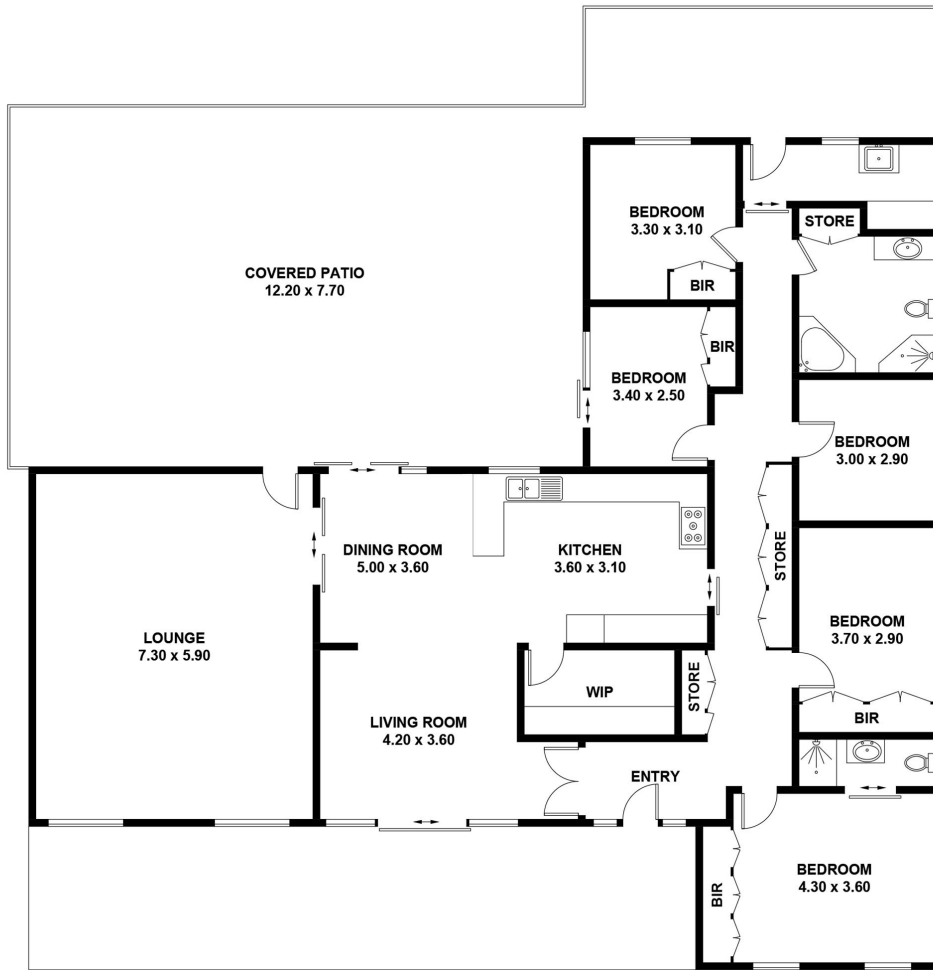 BEDROOM
3.30 x 3.10
STORE
COVERED PATIO
12.20 x 7.70
BIR
BIR
BEDROOM
3.40 x 2.50
BEDROOM
3.00 x 2.90
DINING ROOM
5.00 x 3.60
KITCHEN
3.60 x 3.10
STORE
LOUNGE
7.30 x 5.90
BEDROOM
3.70 x 2.90
WIP
STORE
BIR
LIVING ROOM
4.20 x 3.60
ENTRY
BEDROOM
4.30 x 3.60
BIR